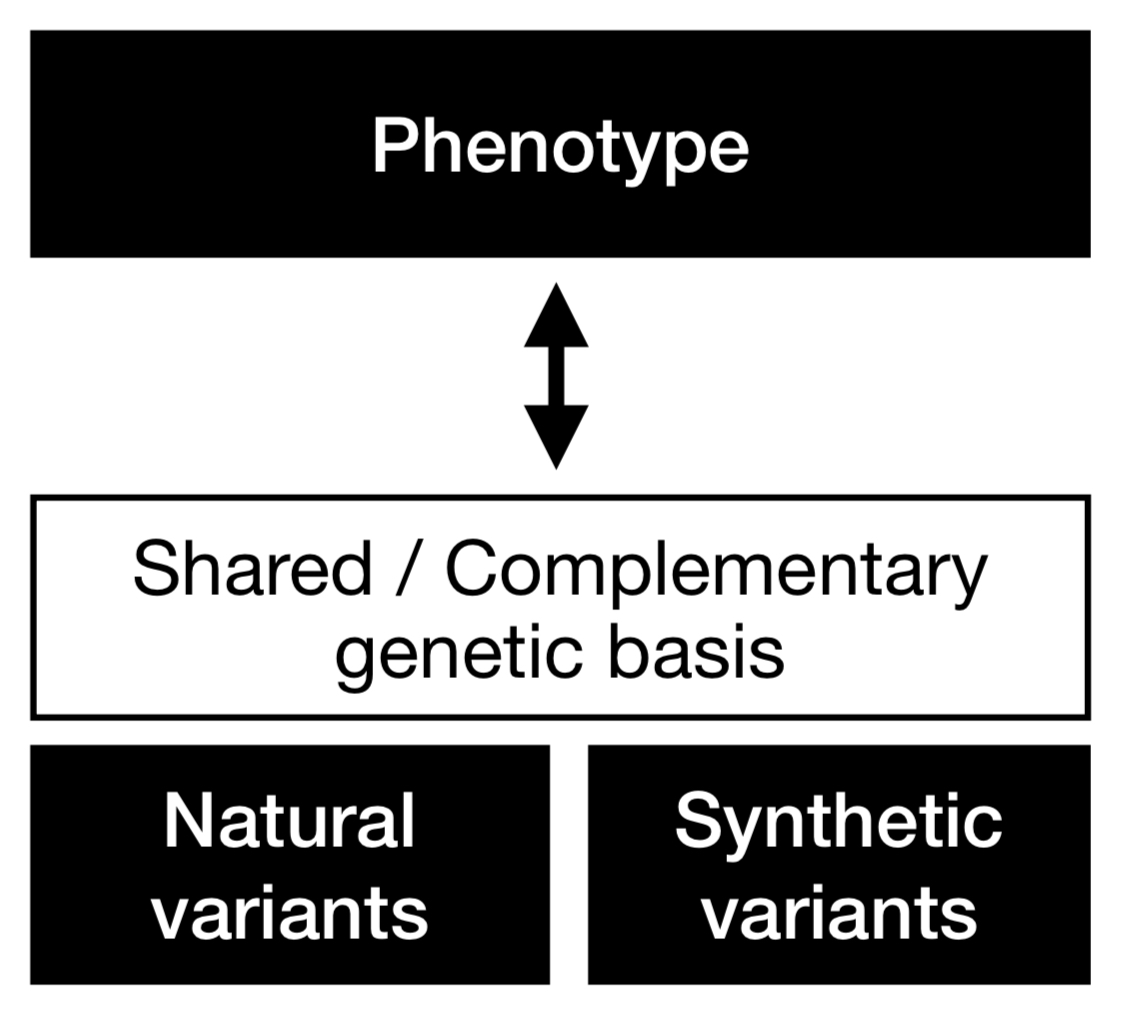 Phenotype
Shared / Complementary
genetic basis
Natural
variants
Synthetic
variants